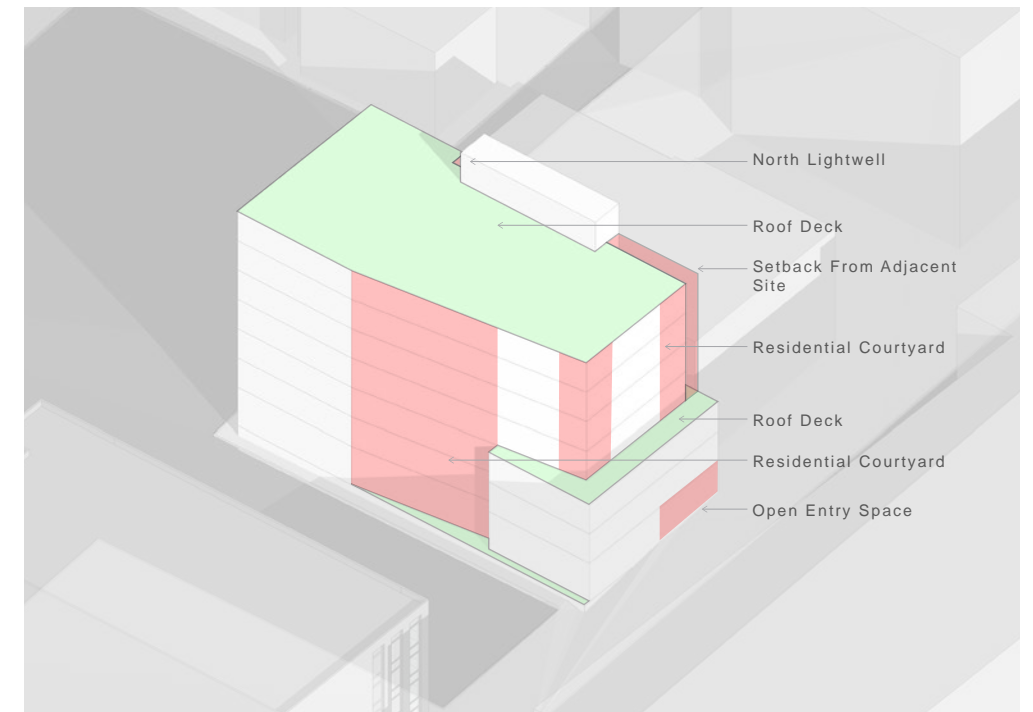 North Lightwell
Roof Deck
Setback From Adjacent
Site
Residential Courtyard
Roof Deck
Residential Courtyard
Open Entry Space